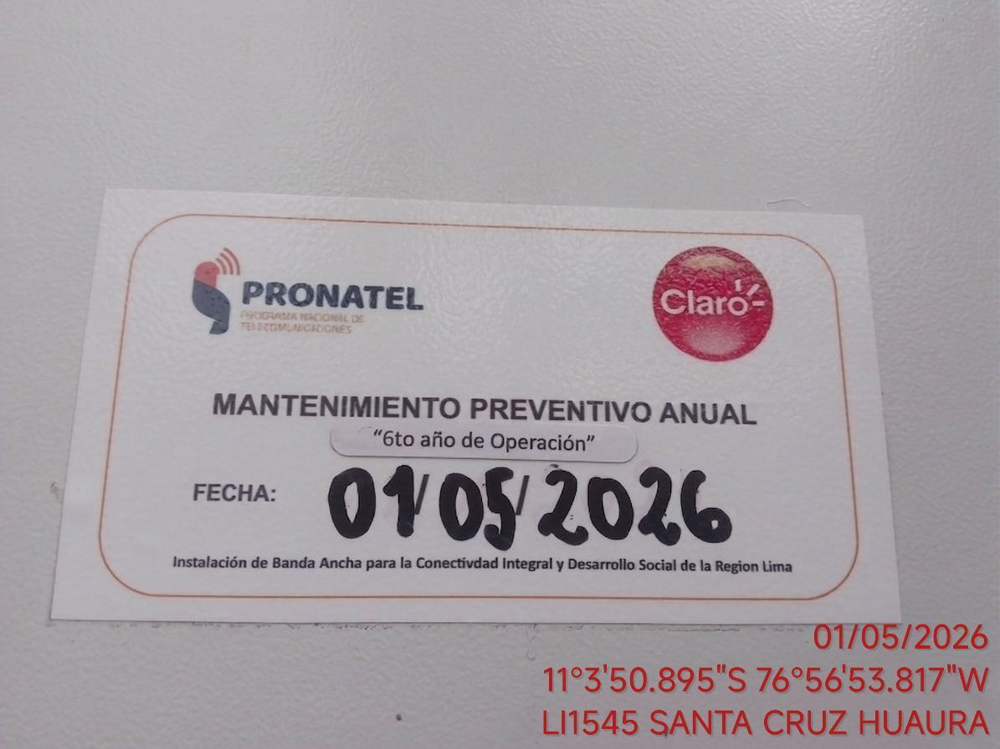 PRONATEL
PROGRAMA NACIONAL DE
TELECOMUNICACIONES
Claro
MANTENIMIENTO PREVENTIVO ANUAL
"6to año de Operación"
FECHA: 01/05/2026
Instalación de Banda Ancha para la Conectivdad Integral y Desarrollo Social de la Region Lima
01/05/2026
11°3'50.895"S 76°56'53.817"W
LI1545 SANTA CRUZ HUAURA